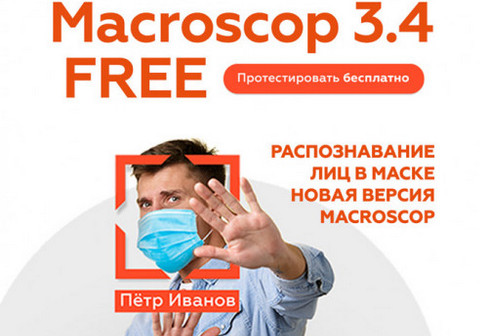 Macroscop 3.4
FREE
Протестировать бесплатно
РАСПОЗНАВАНИЕ
ЛИЦ В МАСКЕ
НОВАЯ ВЕРСИЯ
MACROSCOP
Пётр Иванов